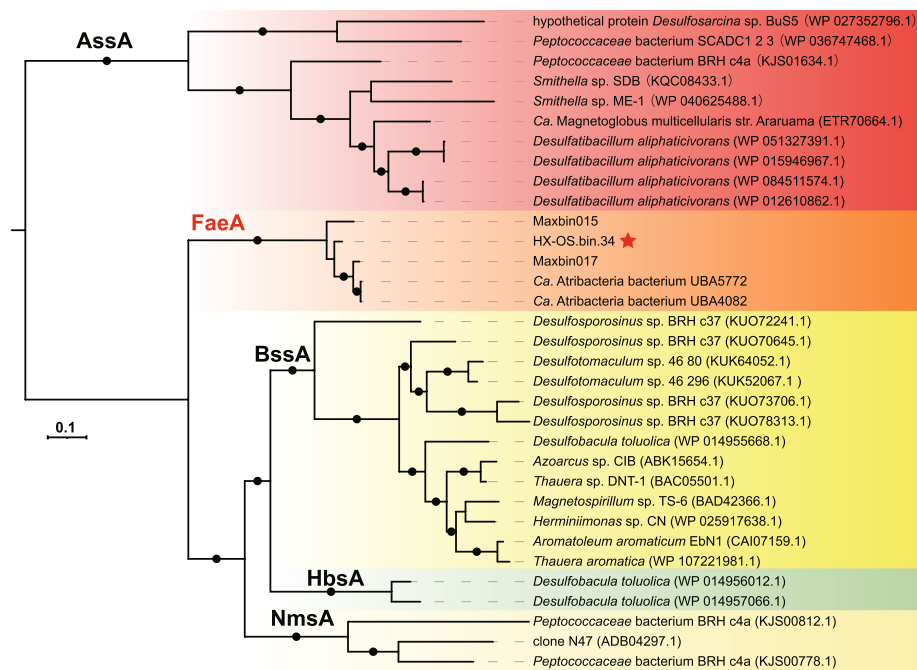 AssA
hypothetical protein Desulfosarcina sp. BuS5 (WP 027352796.1)
Peptococcaceae bacterium SCADC1 2 3 (WP 036747468.1)
Peptococcaceae bacterium BRH c4a (KJS01634.1)
Smithella sp. SDB (KQC08433.1)
Smithella sp. ME-1 (WP 040625488.1)
Ca. Magnetoglobus multicellularis str. Araruama (ETR70664.1)
Desulfatibacillum aliphaticivorans (WP 051327391.1)
Desulfatibacillum aliphaticivorans (WP 015946967.1)
Desulfatibacillum aliphaticivorans (WP 084511574.1)
Desulfatibacillum aliphaticivorans (WP 012610862.1)
FaeA
Maxbin015
HX-OS.bin.34
Maxbin017
Ca. Atribacteria bacterium UBA5772
Ca. Atribacteria bacterium UBA4082
BssA
Desulfosporosinus sp. BRH c37 (KUO72241.1)
Desulfosporosinus sp. BRH c37 (KUO70645.1)
Desulfotomaculum sp. 46 80 (KUK64052.1)
Desulfotomaculum sp. 46 296 (KUK52067.1 )
Desulfosporosinus sp. BRH c37 (KUO73706.1)
Desulfosporosinus sp. BRH c37 (KUO78313.1)
0.1
Desulfobacula toluolica (WP 014955668.1)
Azoarcus sp. CIB (ABK15654.1)
Thauera sp. DNT-1 (BAC05501.1)
Magnetospirillum sp. TS-6 (BAD42366.1)
Herminiimonas sp. CN (WP 025917638.1)
Aromatoleum aromaticum EbN1 (CAI07159.1)
Thauera aromatica (WP 107221981.1)
HbsA
Desulfobacula toluolica (WP 014956012.1)
Desulfobacula toluolica (WP 014957066.1)
NmsA
Peptococcaceae bacterium BRH c4a (KJS00812.1)
clone N47 (ADB04297.1)
Peptococcaceae bacterium BRH c4a (KJS00778.1)